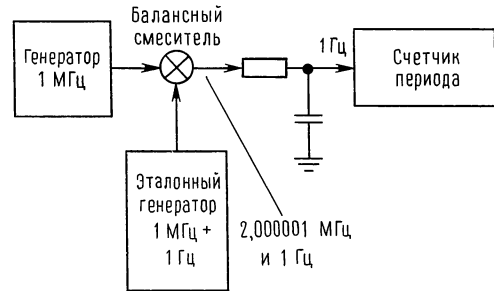 Балансный
смеситель
Генератор
1 МГц
1 Гц
Счетчик
периода
Эталонный
генератор
1 МГц +
1 Гц
2,000001 МГц
и 1 Гц